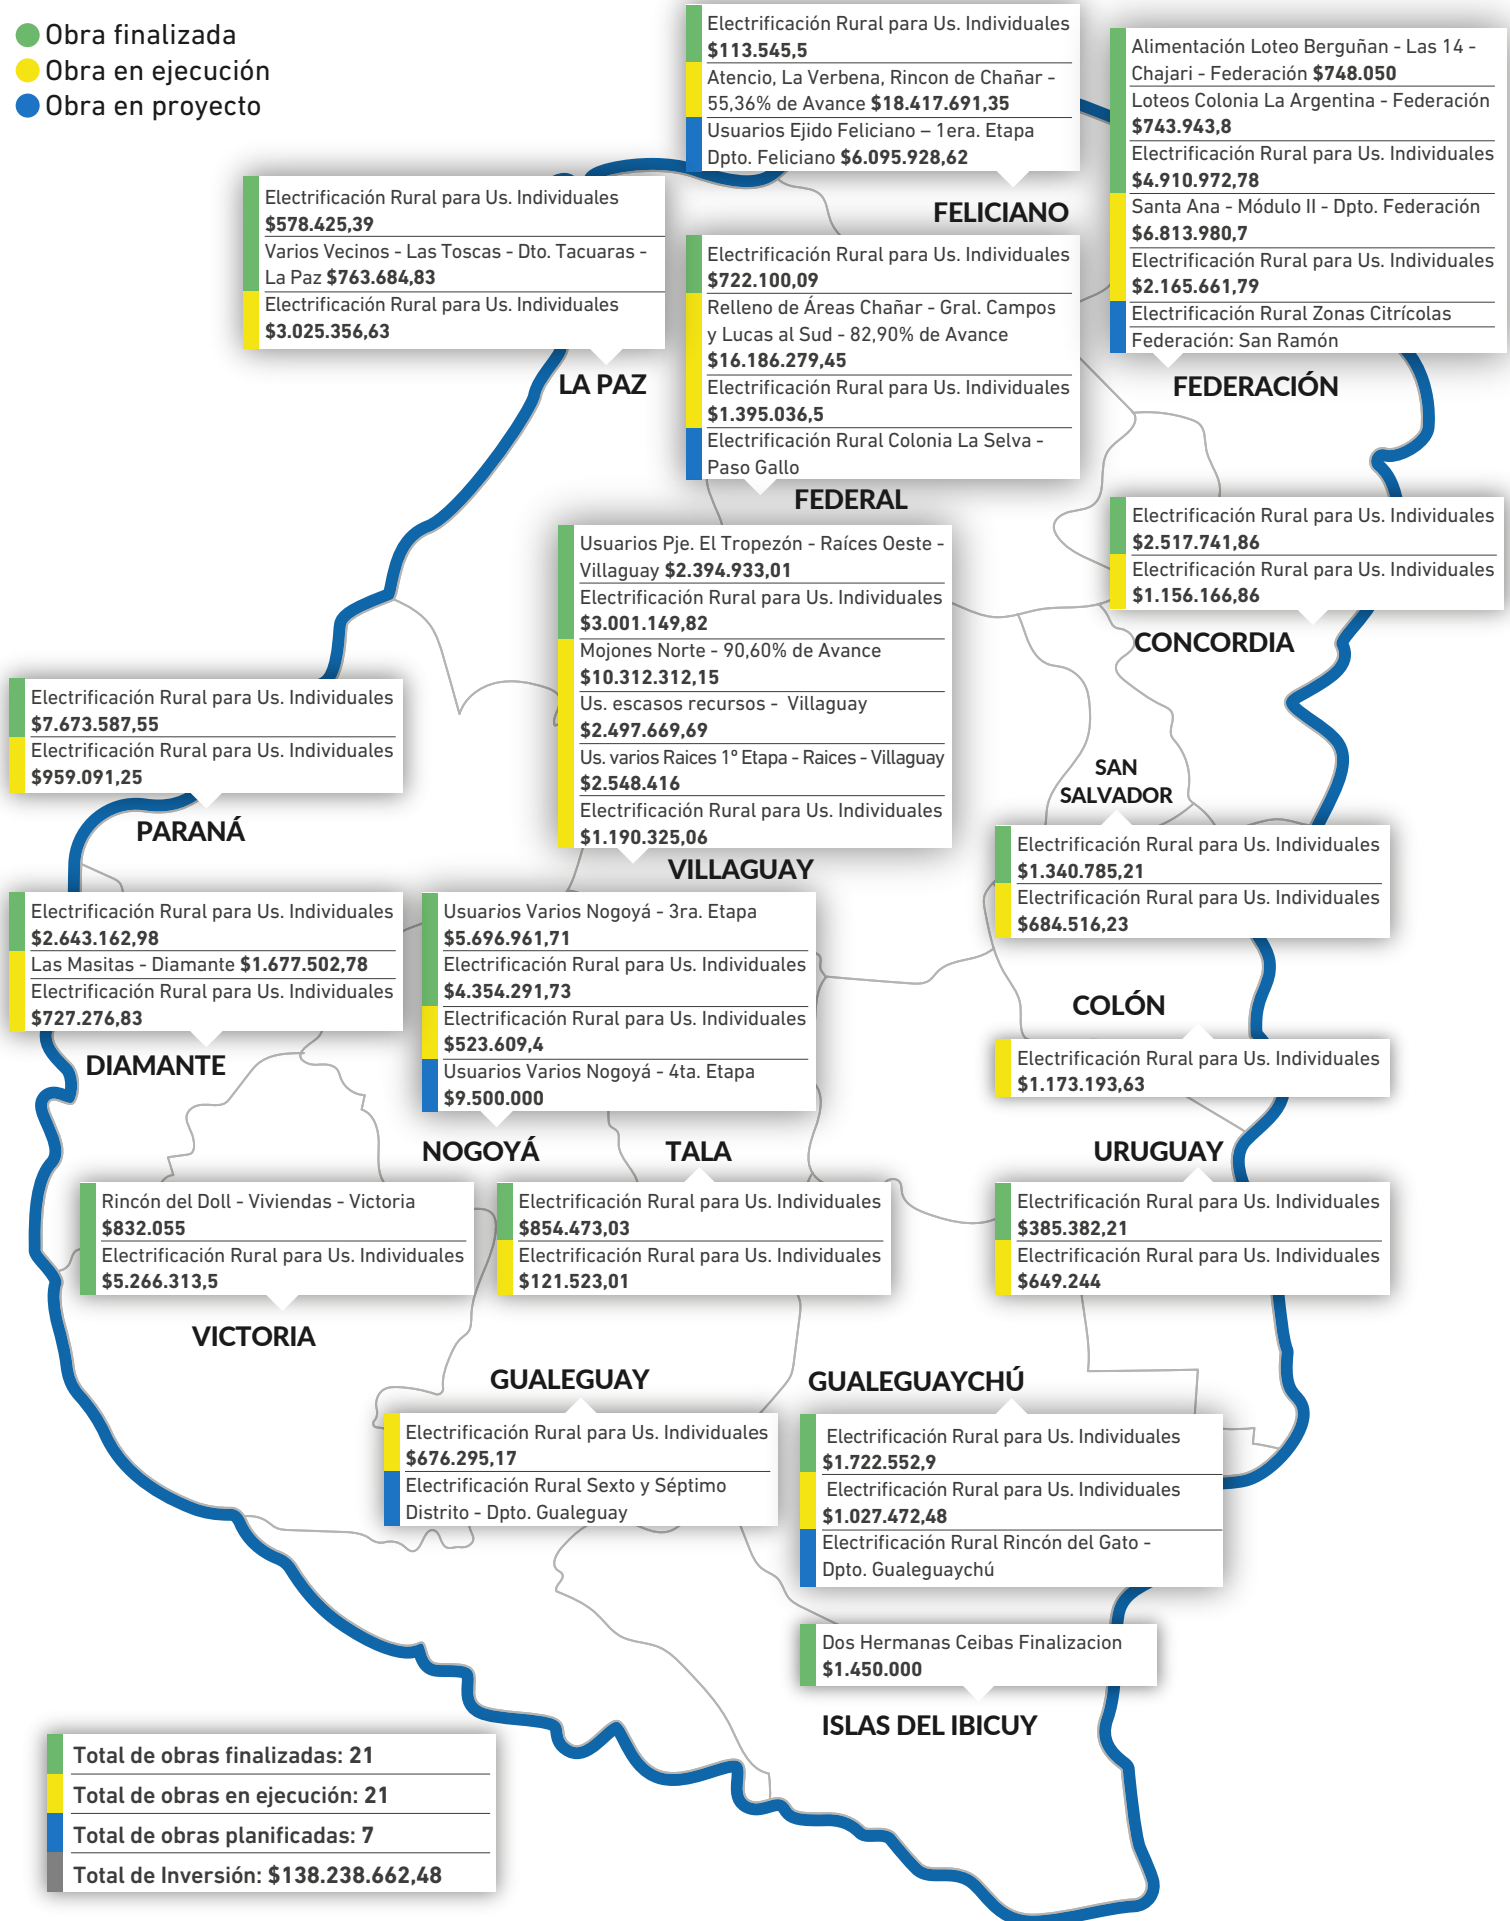 Obra finalizada
Obra en ejecución
Obra en proyecto
Electrificación Rural para Us. Individuales
$113.545,5
Atencio, La Verbena, Rincon de Chañar -
55,36% de Avance $18.417.691,35
Usuarios Ejido Feliciano – 1era. Etapa
Dpto. Feliciano $6.095.928,62
FELICIANO
Alimentación Loteo Berguñan - Las 14 -
Chajari - Federación $748.050
Loteos Colonia La Argentina - Federación
$743.943,8
Electrificación Rural para Us. Individuales
$4.910.972,78
Santa Ana - Módulo II - Dpto. Federación
$6.813.980,7
Electrificación Rural para Us. Individuales
$2.165.661,79
Electrificación Rural Zonas Citrícolas
Federación: San Ramón
FEDERACIÓN
Electrificación Rural para Us. Individuales
$578.425,39
Varios Vecinos - Las Toscas - Dto. Tacuaras -
La Paz $763.684,83
Electrificación Rural para Us. Individuales
$3.025.356,63
LA PAZ
Electrificación Rural para Us. Individuales
$722.100,09
Relleno de Áreas Chañar - Gral. Campos
y Lucas al Sud - 82,90% de Avance
$16.186.279,45
Electrificación Rural para Us. Individuales
$1.395.036,5
Electrificación Rural Colonia La Selva -
Paso Gallo
FEDERAL
Electrificación Rural para Us. Individuales
$2.517.741,86
Electrificación Rural para Us. Individuales
$1.156.166,86
CONCORDIA
Usuarios Pje. El Tropezón - Raíces Oeste -
Villaguay $2.394.933,01
Electrificación Rural para Us. Individuales
$3.001.149,82
Mojones Norte - 90,60% de Avance
$10.312.312,15
Us. escasos recursos - Villaguay
$2.497.669,69
Us. varios Raices 1º Etapa - Raices - Villaguay
$2.548.416
Electrificación Rural para Us. Individuales
$1.190.325,06
VILLAGUAY
Electrificación Rural para Us. Individuales
$7.673.587,55
Electrificación Rural para Us. Individuales
$959.091,25
PARANÁ
SAN
SALVADOR
Electrificación Rural para Us. Individuales
$1.340.785,21
Electrificación Rural para Us. Individuales
$684.516,23
Electrificación Rural para Us. Individuales
$2.643.162,98
Las Masitas - Diamante $1.677.502,78
Electrificación Rural para Us. Individuales
$727.276,83
DIAMANTE
Usuarios Varios Nogoyá - 3ra. Etapa
$5.696.961,71
Electrificación Rural para Us. Individuales
$4.354.291,73
Electrificación Rural para Us. Individuales
$523.609,4
Usuarios Varios Nogoyá - 4ta. Etapa
$9.500.000
NOGOYÁ
COLÓN
Electrificación Rural para Us. Individuales
$1.173.193,63
TALA
Electrificación Rural para Us. Individuales
$854.473,03
Electrificación Rural para Us. Individuales
$121.523,01
URUGUAY
Electrificación Rural para Us. Individuales
$385.382,21
Electrificación Rural para Us. Individuales
$649.244
Rincón del Doll - Viviendas - Victoria
$832.055
Electrificación Rural para Us. Individuales
$5.266.313,5
VICTORIA
GUALEGUAY
Electrificación Rural para Us. Individuales
$676.295,17
Electrificación Rural Sexto y Séptimo
Distrito - Dpto. Gualeguay
GUALEGUAYCHÚ
Electrificación Rural para Us. Individuales
$1.722.552,9
Electrificación Rural para Us. Individuales
$1.027.472,48
Electrificación Rural Rincón del Gato -
Dpto. Gualeguaychú
Dos Hermanas Ceibas Finalizacion
$1.450.000
ISLAS DEL IBICUY
Total de obras finalizadas: 21
Total de obras en ejecución: 21
Total de obras planificadas: 7
Total de Inversión: $138.238.662,48